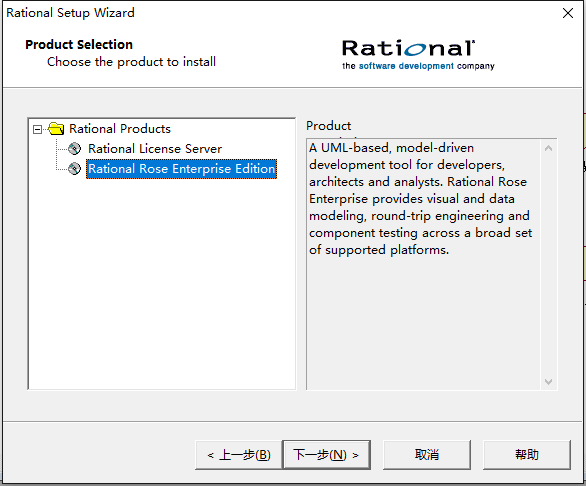 Rational Setup Wizard
Product Selection
Choose the product to install
Rational
the software development company
Rational Products
Rational License Server
Rational Rose Enterprise Edition
Product
A UML-based, model-driven
development tool for developers,
architects and analysts. Rational Rose
Enterprise provides visual and data
modeling, round-trip engineering and
component testing across a broad set
of supported platforms.
< 上一步(B)
下一步(N) >
取消
帮助